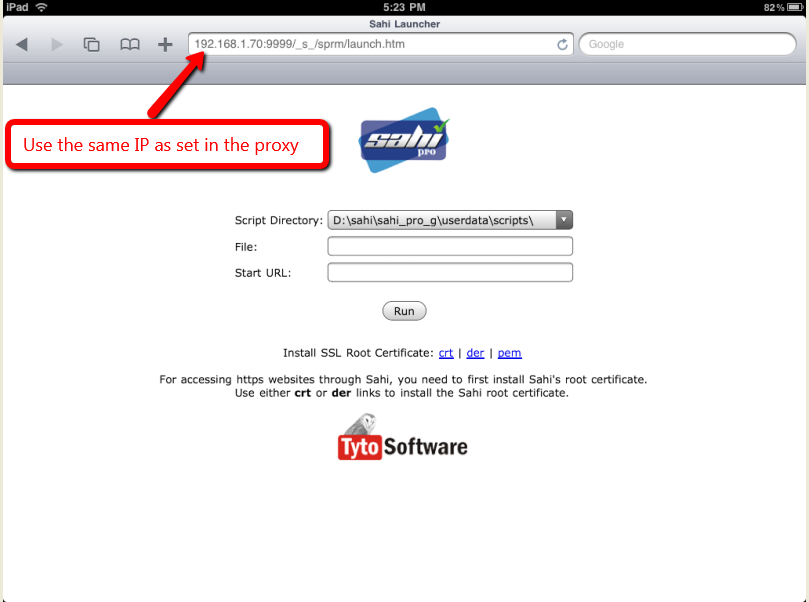 iPad 5:23 PM 82%
Sahi Launcher
192.168.1.70:9999/_s_/sprm/launch.htm Google
Use the same IP as set in the proxy
sahi
pro
Script Directory: D:\sahi\sahi_pro_g\userdata\scripts\
File:
Start URL:
Run
Install SSL Root Certificate: crt | der | pem
For accessing https websites through Sahi, you need to first install Sahi's root certificate.
Use either crt or der links to install the Sahi root certificate.
Tyto Software